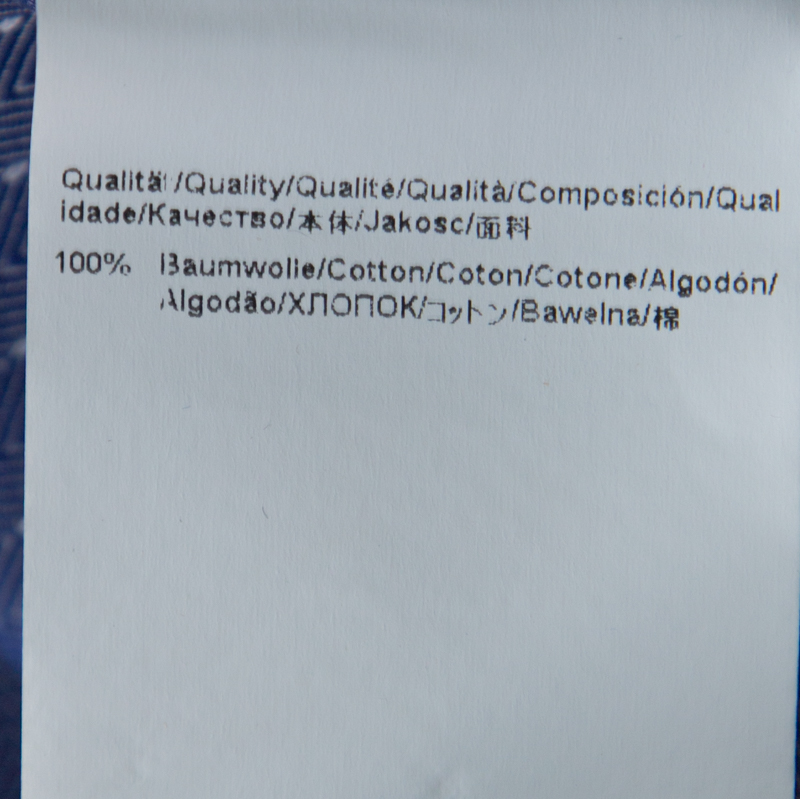 Qualität/Quality/Qualité/Qualità/Composición/Qual
idade/Качество/本体/Jakosc/面料
100% Baumwolle/Cotton/Coton/Cotone/Algodón/
Algodão/ХЛОПОК/コットン/Bawelna/棉